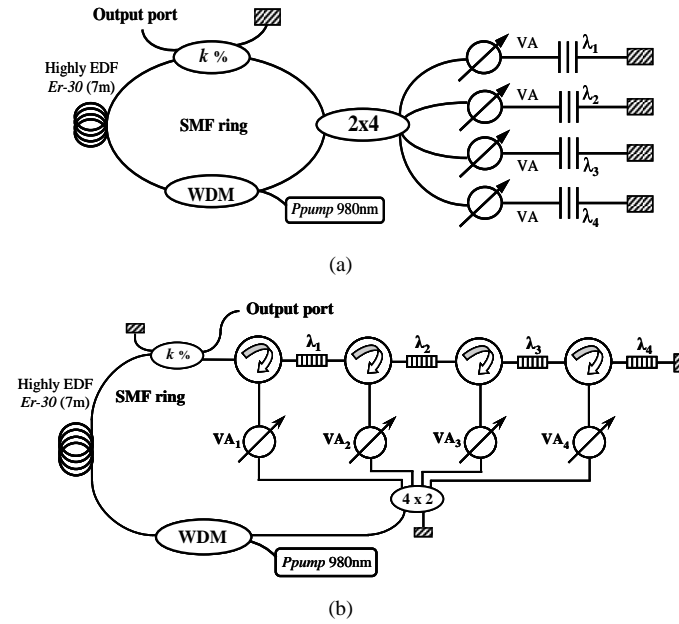 Output port
k %
Highly EDF
Er-30 (7m)
SMF ring
2x4
WDM
Ppump 980nm
VA
λ1
VA
λ2
VA
λ3
VA
λ4
(a)
Output port
k %
Highly EDF
Er-30 (7m)
SMF ring
λ1
λ2
λ3
λ4
VA1
VA2
VA3
VA4
4 x 2
WDM
Ppump 980nm
(b)